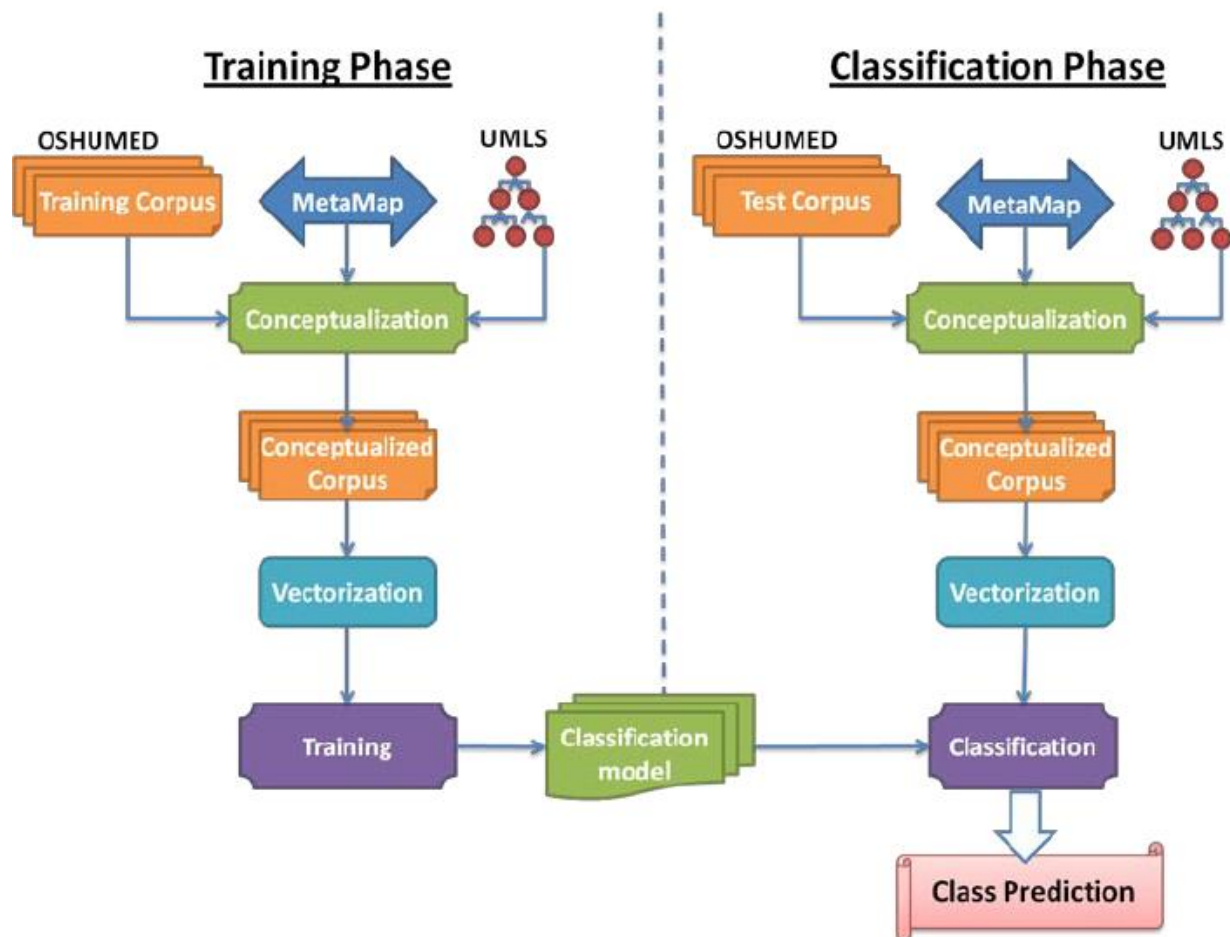 Training Phase
OSHUMED
UMLS
Training Corpus
MetaMap
Conceptualization
Conceptualized
Corpus
Vectorization
Training
Classification
model
Classification Phase
OSHUMED
UMLS
Test Corpus
MetaMap
Conceptualization
Conceptualized
Corpus
Vectorization
Classification
Class Prediction